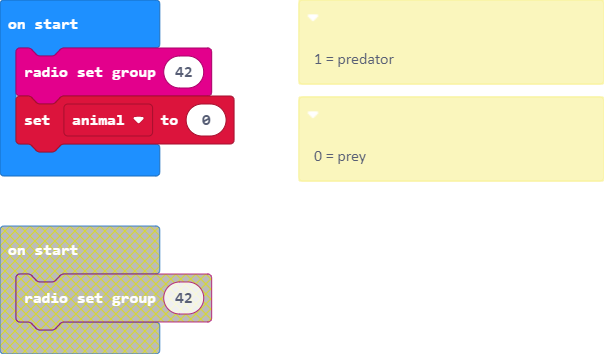 on start
radio set group 42
set animal to 0
1 = predator
0 = prey
on start
radio set group 42